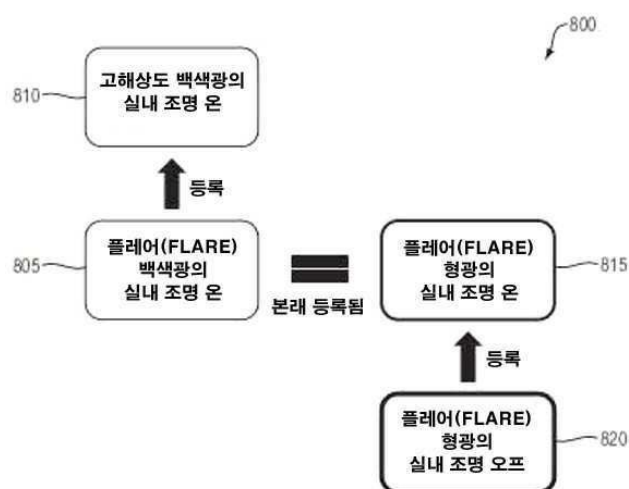 800
810
고해상도 백색광의
실내 조명 온
등록
805
플레어(FLARE)
백색광의
실내 조명 온
본래 등록됨
플레어(FLARE)
형광의
실내 조명 온
815
등록
플레어(FLARE)
형광의
실내 조명 오프
820